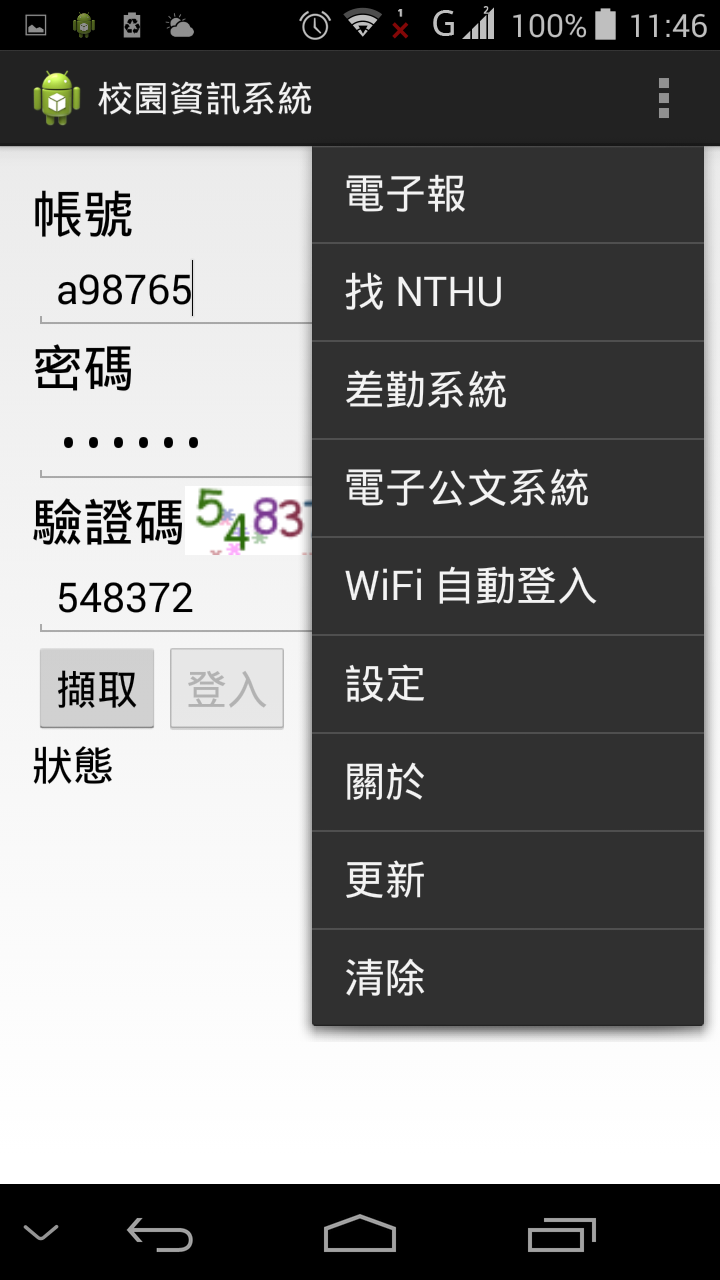 G 100% 11:46
校園資訊系統
帳號
a98765
密碼
••••••
驗證碼 5483
548372
擷取 登入
狀態
電子報
找 NTHU
差勤系統
電子公文系統
WiFi 自動登入
設定
關於
更新
清除